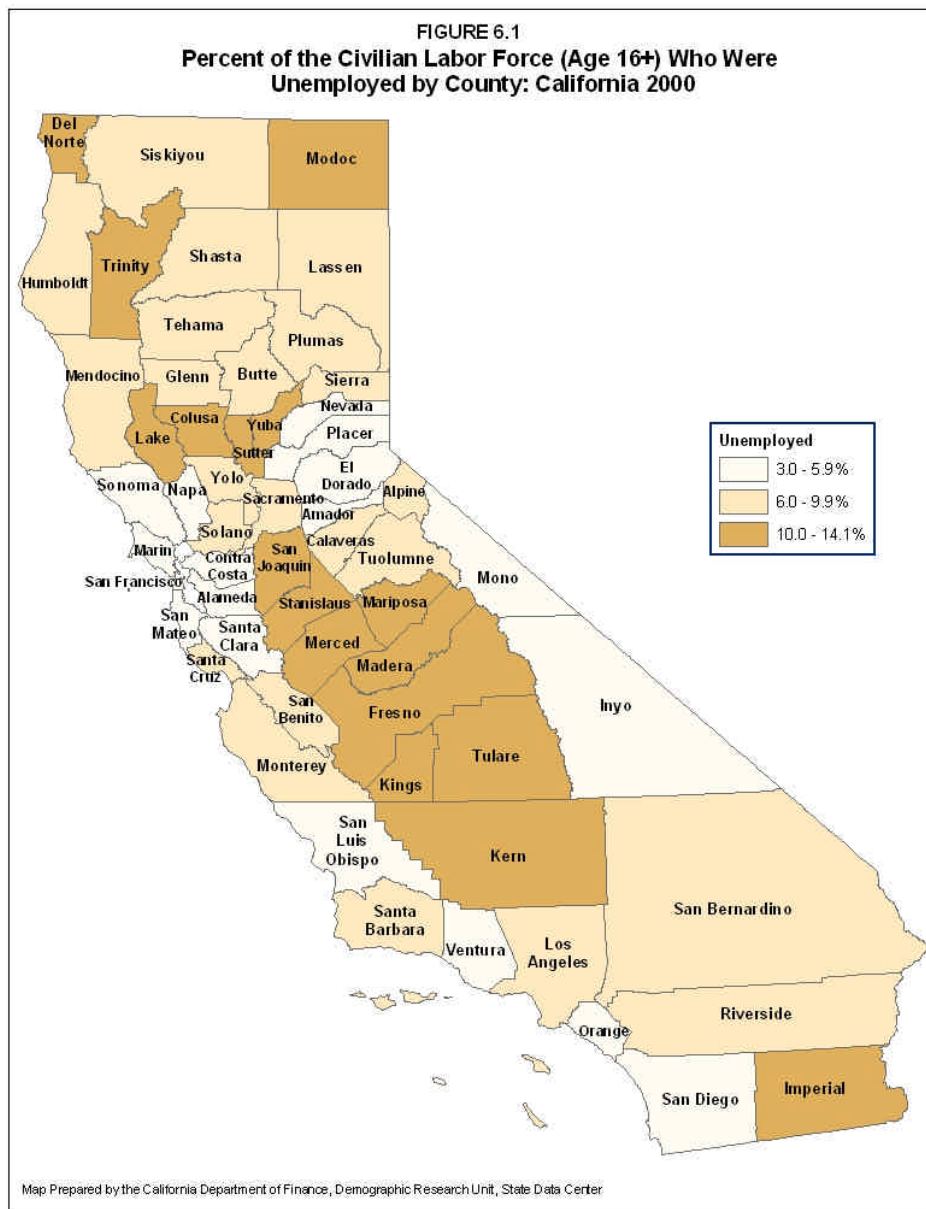 FIGURE 6.1
Percent of the Civilian Labor Force (Age 16+) Who Were
Unemployed by County: California 2000
Del
Norte
Siskiyou
Modoc
Trinity
Shasta
Lassen
Humboldt
Tehama
Plumas
Mendocino
Glenn
Butte
Sierra
Nevada
Colusa
Yuba
Placer
Lake
Sutter
El
Dorado
Sonoma
Napa
Yolo
Sacramento
Alpine
Amador
Solano
Calaveras
Marin
San
Joaquin
Tuolumne
Contra
Costa
San Francisco
Mono
Alameda
Stanislaus
Mariposa
San
Mateo
Santa
Clara
Merced
Santa
Cruz
Madera
San
Benito
Fresno
Inyo
Monterey
Tulare
Kings
San
Luis
Obispo
Kern
San Bernardino
Santa
Barbara
Ventura
Los
Angeles
Riverside
Orange
San Diego
Imperial
Unemployed
3.0 - 5.9%
6.0 - 9.9%
10.0 - 14.1%
Map Prepared by the California Department of Finance, Demographic Research Unit, State Data Center